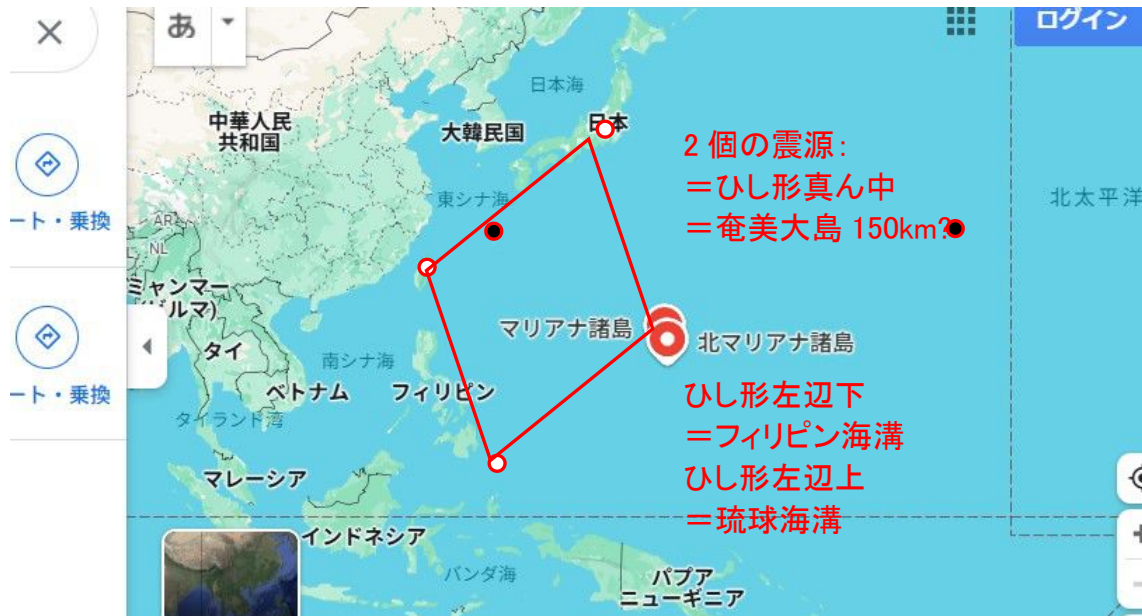 あ
ログイン
日本海
日本
中華人民
共和国
大韓民国
2 個の震源：
＝ひし形真ん中
＝奄美大島 150km?
東シナ海
北太平洋
ート・乗換
AR
NL
ミャンマー
(ビルマ)
マリアナ諸島
北マリアナ諸島
タイ
南シナ海
ベトナム
フィリピン
ート・乗換
タイランド湾
ひし形左辺下
＝フィリピン海溝
ひし形左辺上
＝琉球海溝
マレーシア
インドネシア
バンダ海
パプア
ニューギニア